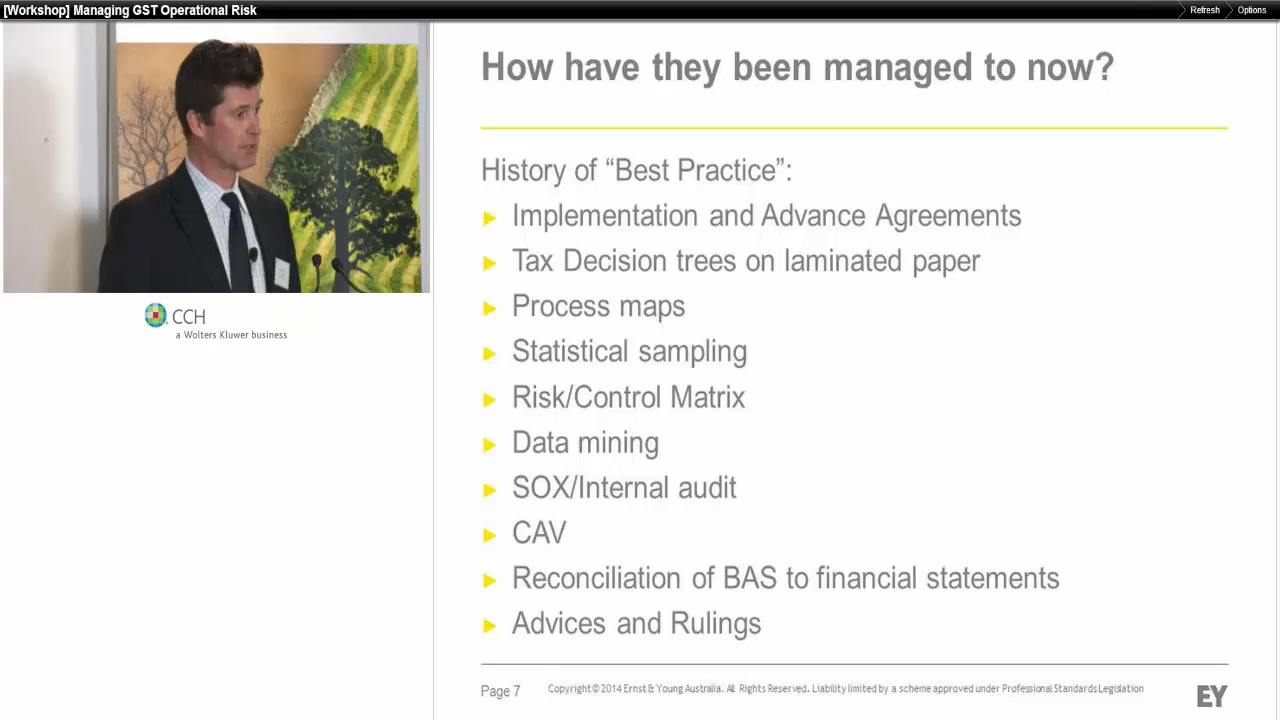 [Workshop] Managing GST Operational Risk
Refresh
Options
How have they been managed to now?
History of “Best Practice”:
Implementation and Advance Agreements
Tax Decision trees on laminated paper
Process maps
Statistical sampling
Risk/Control Matrix
Data mining
SOX/Internal audit
CAV
Reconciliation of BAS to financial statements
Advices and Rulings
CCH
a Wolters Kluwer business
Page 7
Copyright © 2014 Ernst & Young Australia. All Rights Reserved. Liability limited by a scheme approved under Professional Standards Legislation
EY